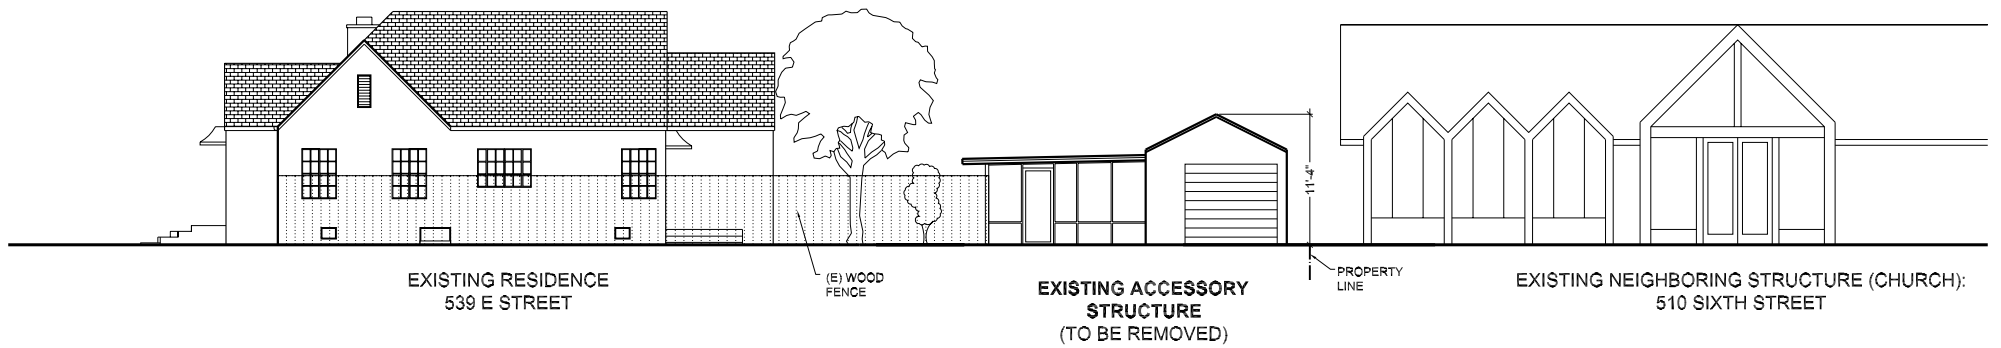 11'-4"
EXISTING RESIDENCE
539 E STREET
(E) WOOD
FENCE
EXISTING ACCESSORY
STRUCTURE
(TO BE REMOVED)
PROPERTY
LINE
EXISTING NEIGHBORING STRUCTURE (CHURCH):
510 SIXTH STREET